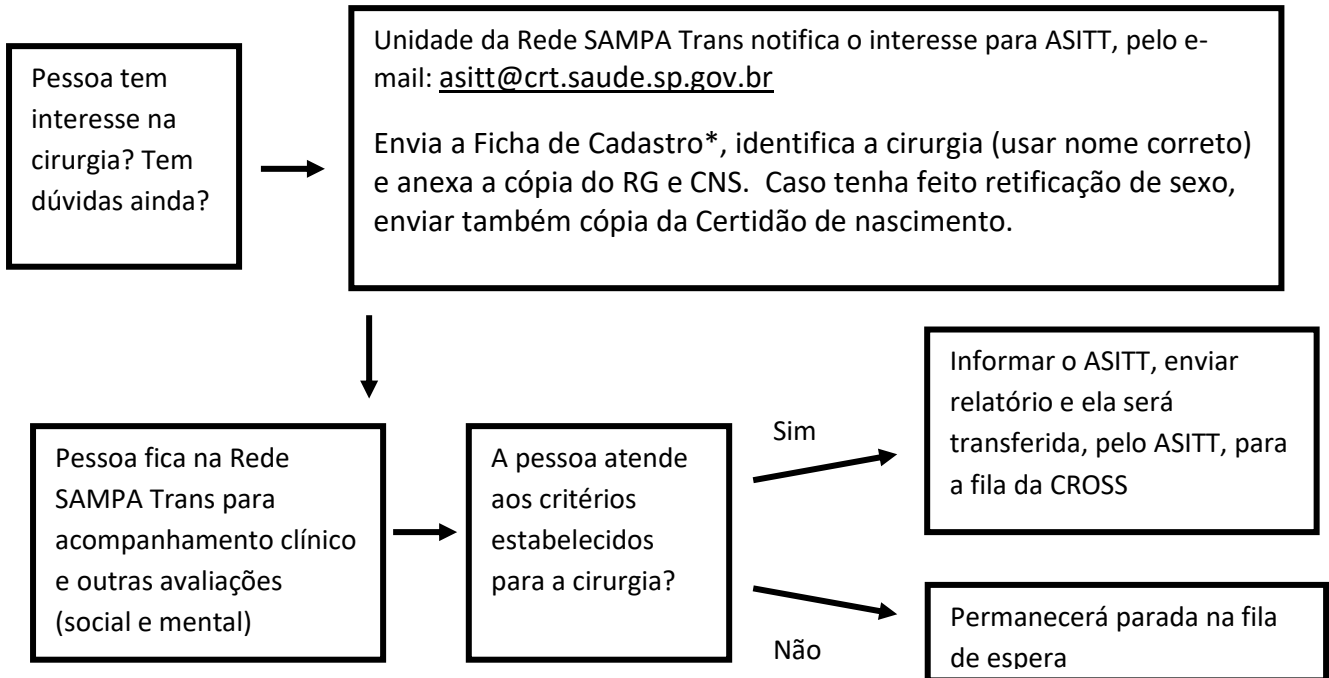 Pessoa tem
interesse na
cirurgia? Tem
dúvidas ainda?
Unidade da Rede SAMPA Trans notifica o interesse para ASITT, pelo e-
mail: asitt@crt.saude.sp.gov.br
Envia a Ficha de Cadastro*, identifica a cirurgia (usar nome correto)
e anexa a cópia do RG e CNS. Caso tenha feito retificação de sexo,
enviar também cópia da Certidão de nascimento.
Pessoa fica na Rede
SAMPA Trans para
acompanhamento clínico
e outras avaliações
(social e mental)
A pessoa atende
aos critérios
estabelecidos
para a cirurgia?
Sim
Informar o ASITT, enviar
relatório e ela será
transferida, pelo ASITT, para
a fila da CROSS
Não
Permanecerá parada na fila
de espera